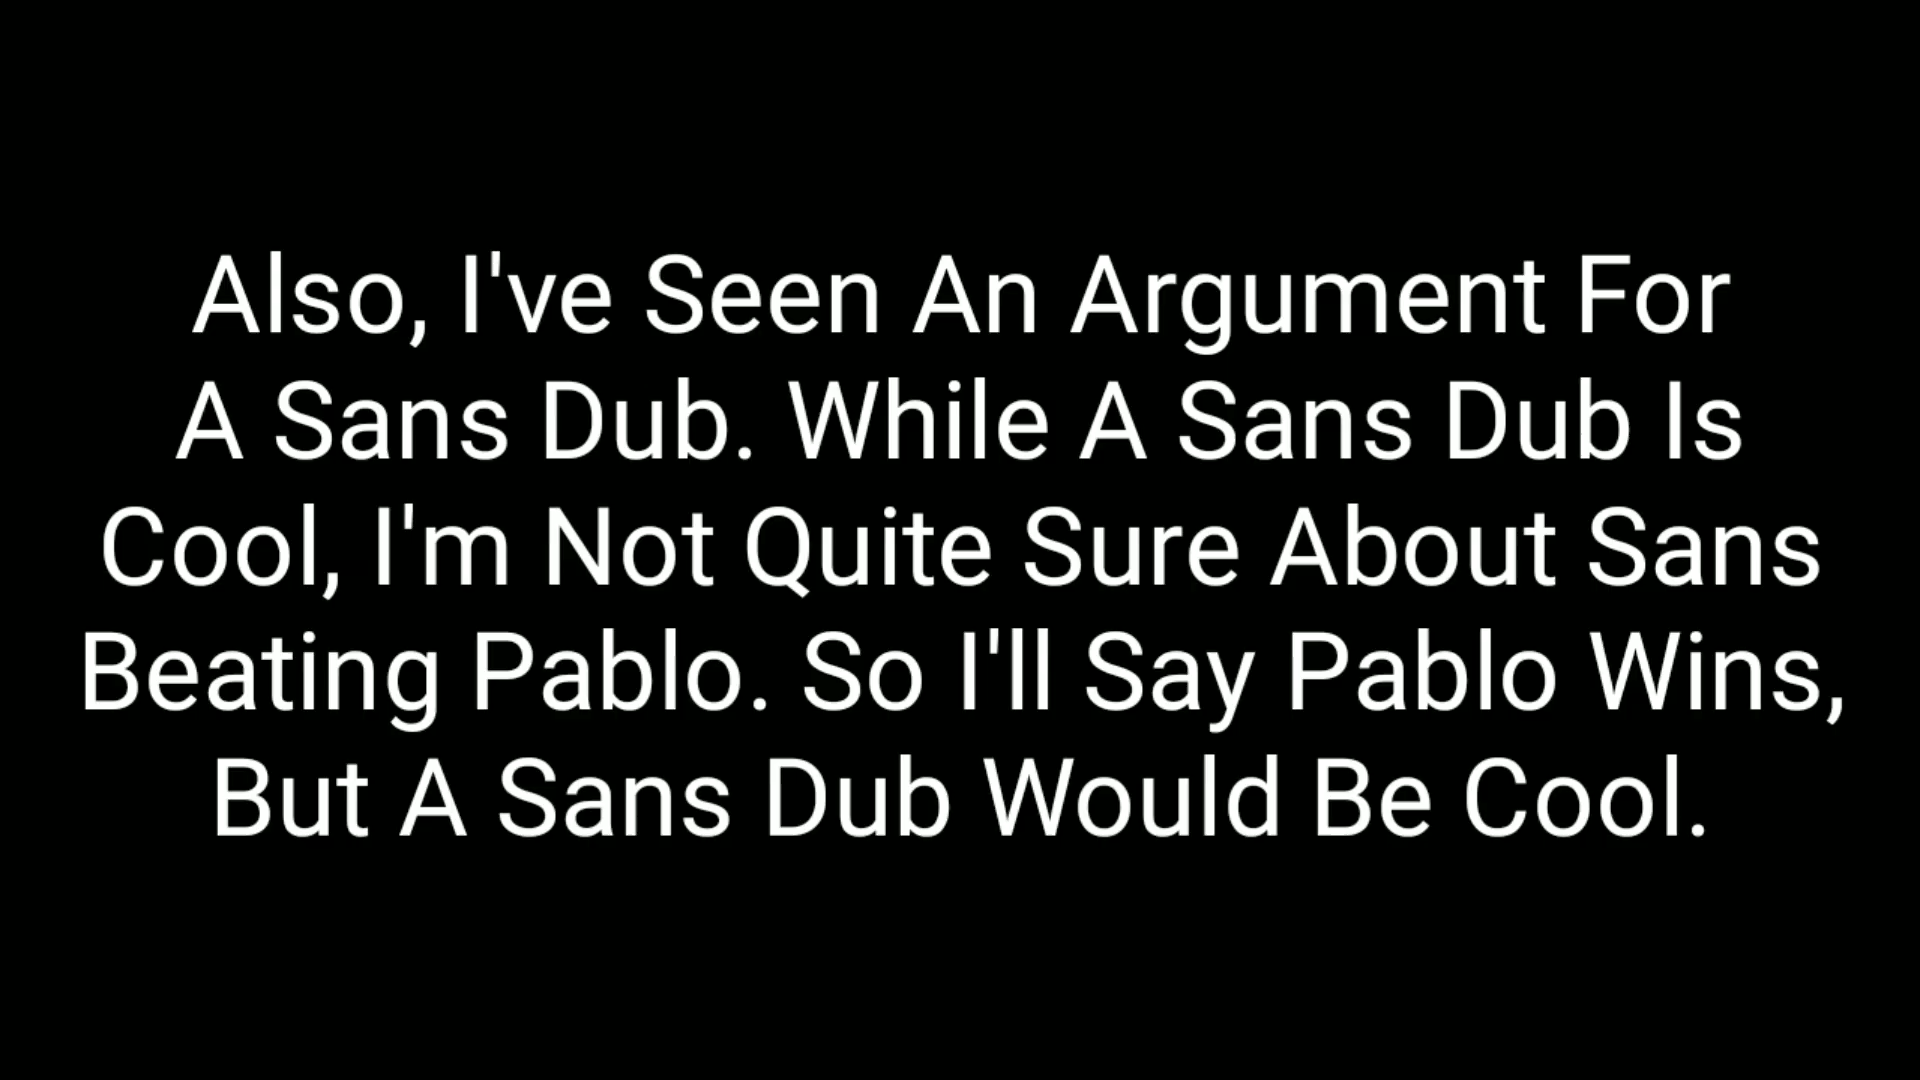 Also, I've Seen An Argument For
A Sans Dub. While A Sans Dub Is
Cool, I'm Not Quite Sure About Sans
Beating Pablo. So I'll Say Pablo Wins,
But A Sans Dub Would Be Cool.